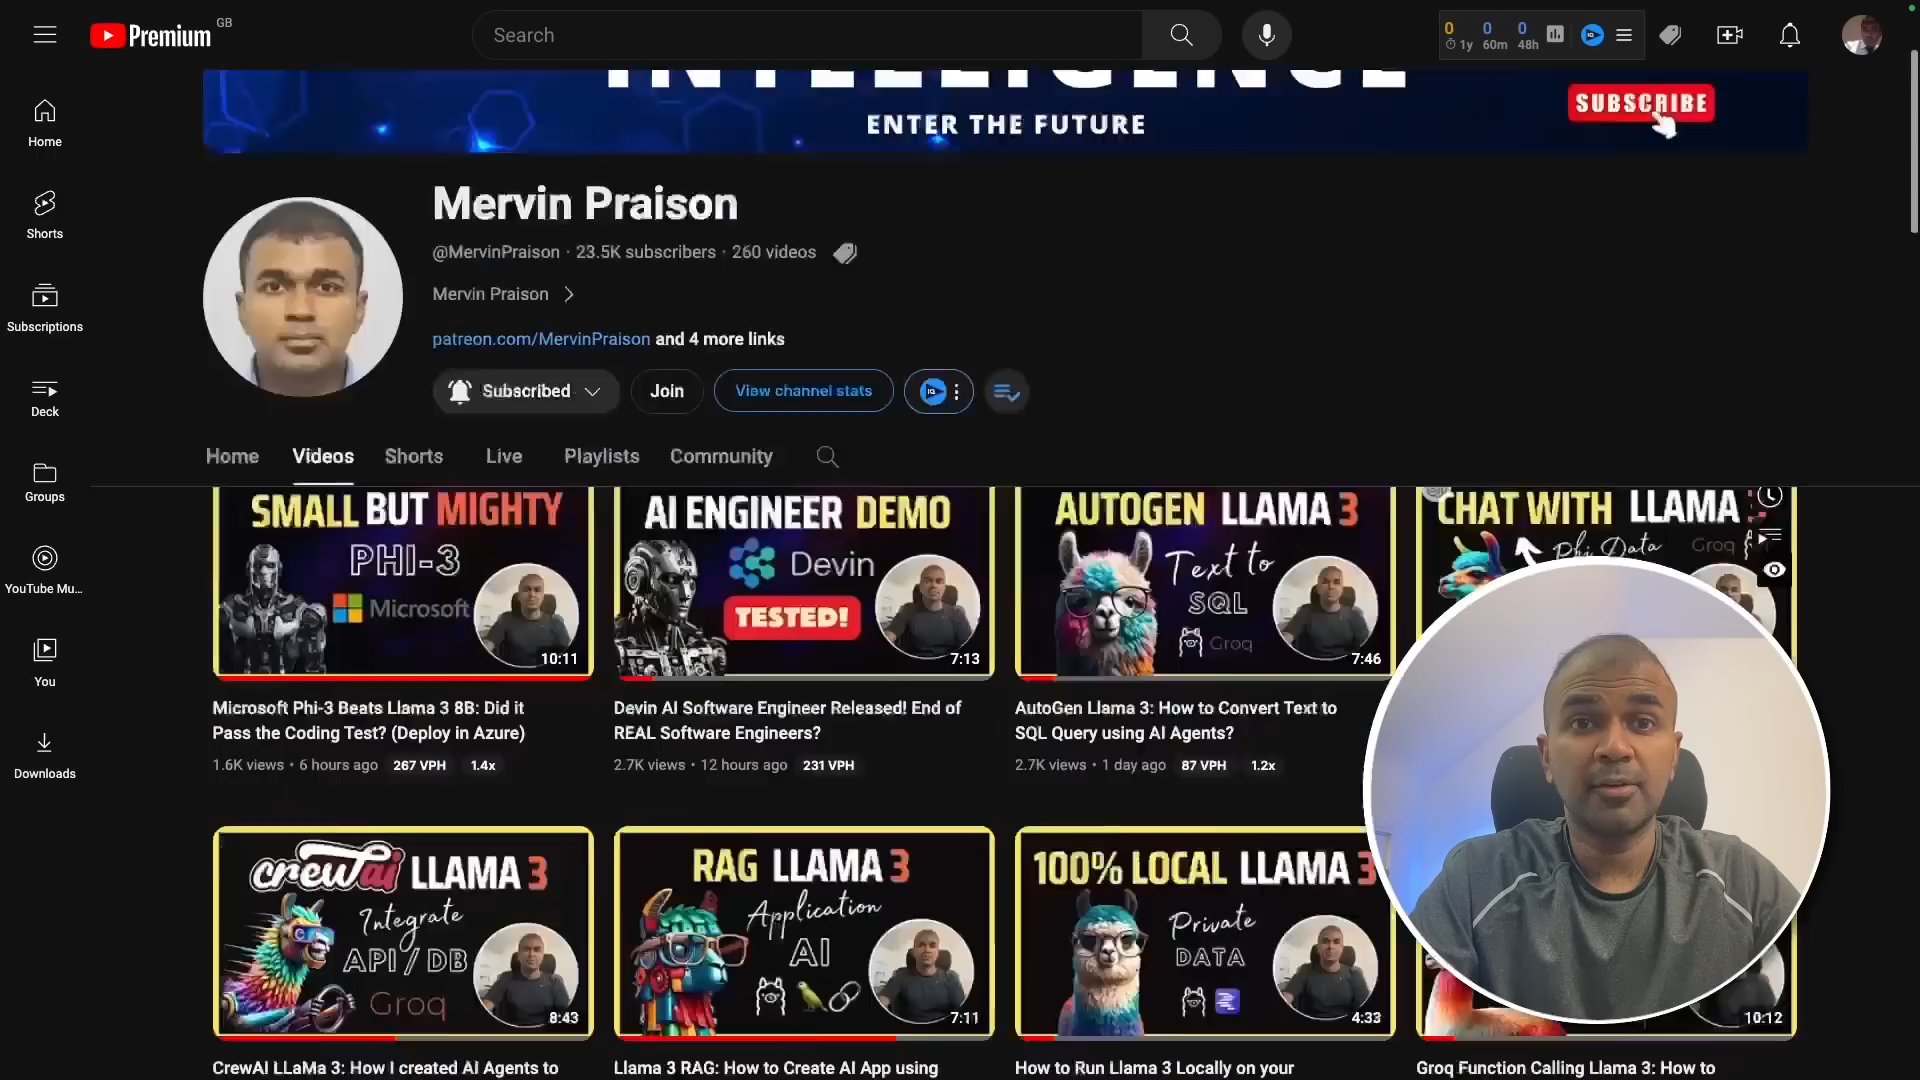 Premium GB
Search
0 0 0
1y 60m 48h
INTELLIGENCE
ENTER THE FUTURE
SUBSCRIBE
Home
Shorts
Subscriptions
Deck
Groups
YouTube Mu...
You
Downloads
Mervin Praison
@MervinPraison · 23.5K subscribers · 260 videos
Mervin Praison
patreon.com/MervinPraison and 4 more links
Subscribed
Join
View channel stats
IQ
Home Videos Shorts Live Playlists Community
SMALL BUT MIGHTY
PHI-3
Microsoft
10:11
Microsoft Phi-3 Beats Llama 3 8B: Did it
Pass the Coding Test? (Deploy in Azure)
1.6K views • 6 hours ago 267 VPH 1.4x
AI ENGINEER DEMO
Devin
TESTED!
7:13
Devin AI Software Engineer Released! End of
REAL Software Engineers?
2.7K views • 12 hours ago 231 VPH
AUTOGEN LLAMA 3
Text to
SQL
Groq
7:46
AutoGen Llama 3: How to Convert Text to
SQL Query using AI Agents?
2.7K views • 1 day ago 87 VPH 1.2x
CHAT WITH LLAMA
Phi Data
Groq
crewai LLAMA 3
Integrate
API/DB
Groq
8:43
CrewAI LLaMa 3: How I created AI Agents to
RAG LLAMA 3
Application
AI
7:11
Llama 3 RAG: How to Create AI App using
100% LOCAL LLAMA 3
Private
DATA
4:33
How to Run Llama 3 Locally on your
10:12
Groq Function Calling Llama 3: How to